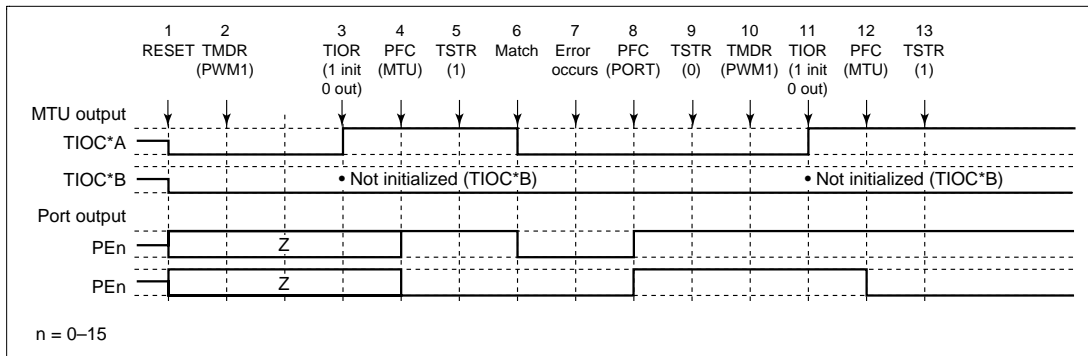 1 2 3 4 5 6 7 8 9 10 11 12 13
RESET TMDR TIOR PFC TSTR Match Error PFC TSTR TMDR TIOR PFC TSTR
(PWM1) (1 init (MTU) (1) occurs (PORT) (0) (PWM1) (1 init (MTU) (1)
0 out) 0 out)
MTU output
TIOC*A
TIOC*B • Not initialized (TIOC*B) • Not initialized (TIOC*B)
Port output
PEn Z
PEn Z
n = 0–15